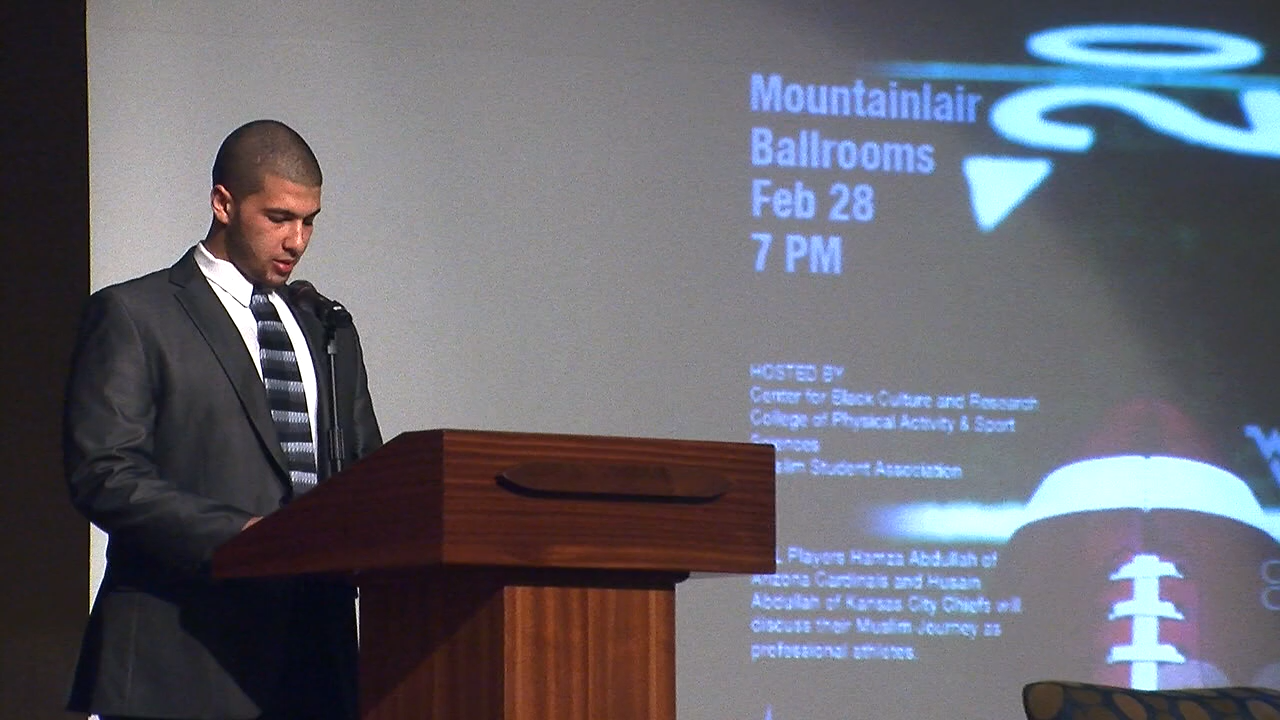 Mountainlair
Ballrooms
Feb 28
7 PM
20
HOSTED BY
Center for Black Culture and Research
College of Physical Activity & Sport
Sciences
Student Association
Players Hamza Abdullah of
Arizona Cardinals and Husain
Abdullah of Kansas City Chiefs will
discuss their Muslim Journey as
professional athletes.